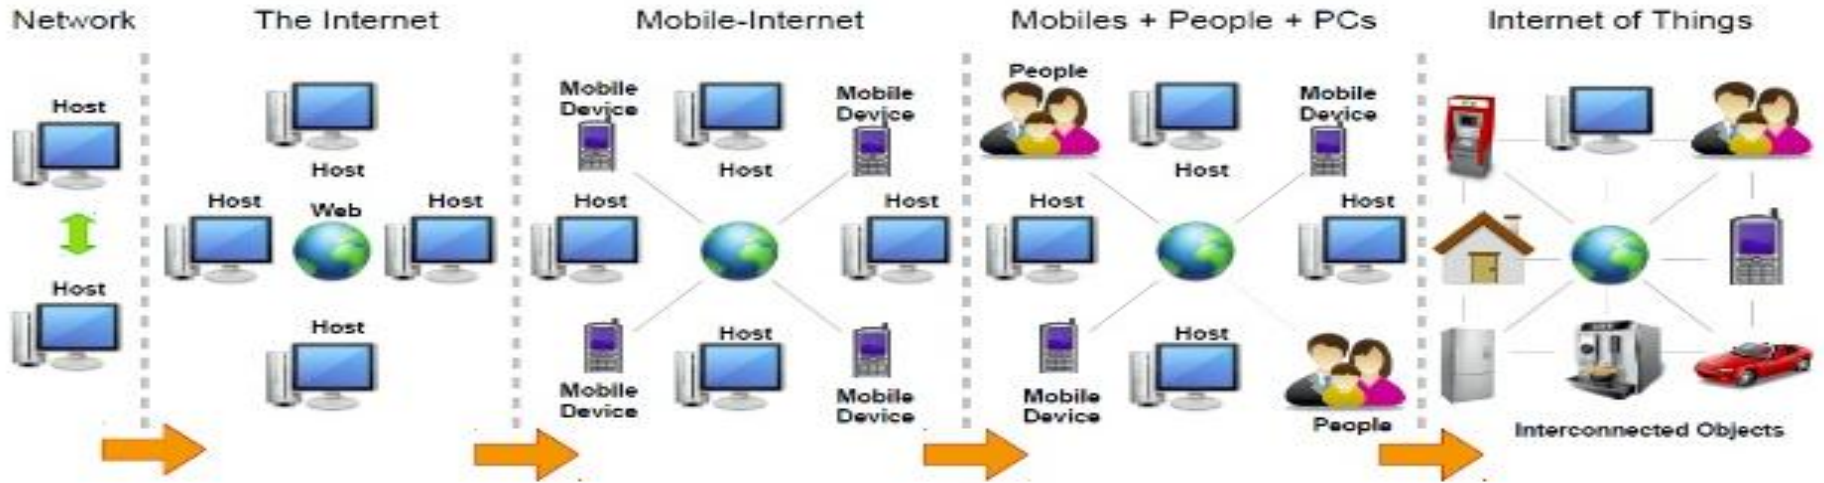 Network
Host
Host
The Internet
Host
Host
Web
Host
Host
Mobile-Internet
Mobile
Device
Mobile
Device
Host
Host
Host
Host
Mobile
Device
Mobile
Device
Mobiles + People + PCs
People
Mobile
Device
Host
Host
Host
Host
Mobile
Device
People
Internet of Things
Interconnected Objects